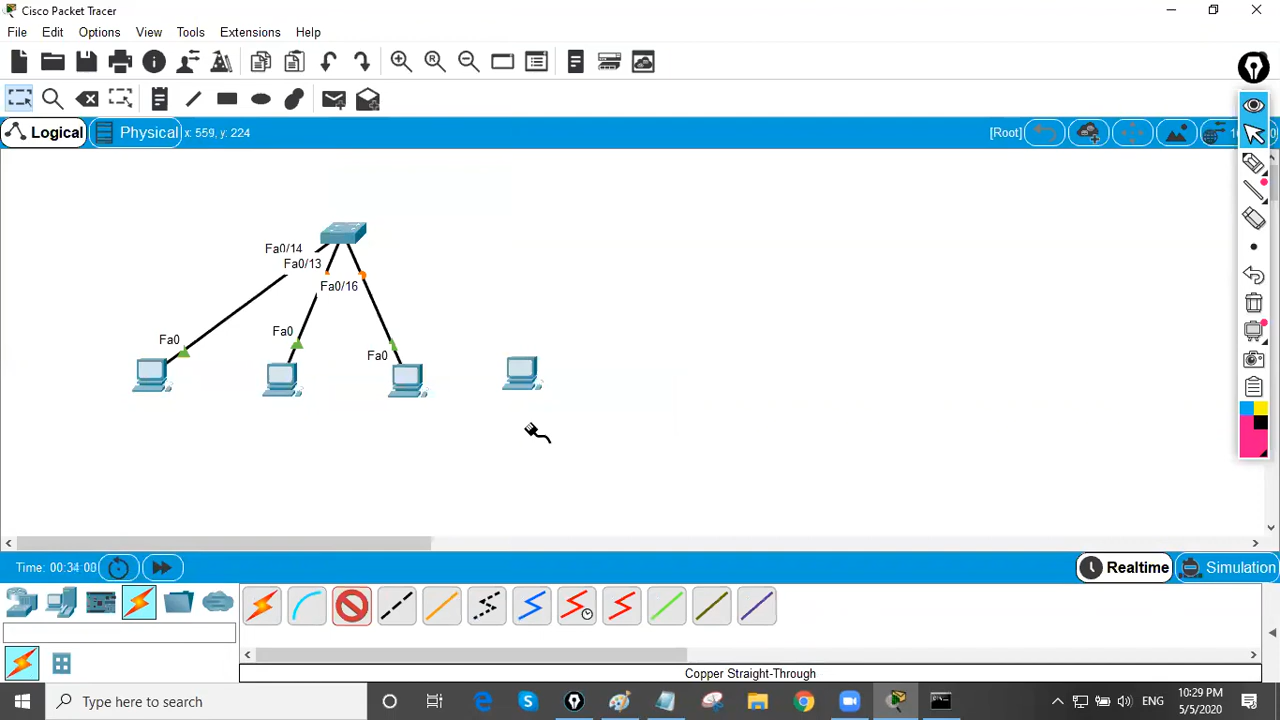 Cisco Packet Tracer
File Edit Options View Tools Extensions Help
Logical Physical x: 559, y: 224 [Root]
Fa0/14
Fa0/13
Fa0/16
Fa0
Fa0
Fa0
Time: 00:34:08 Realtime Simulation
Copper Straight-Through
Type here to search
ENG
10:29 PM
5/5/2020